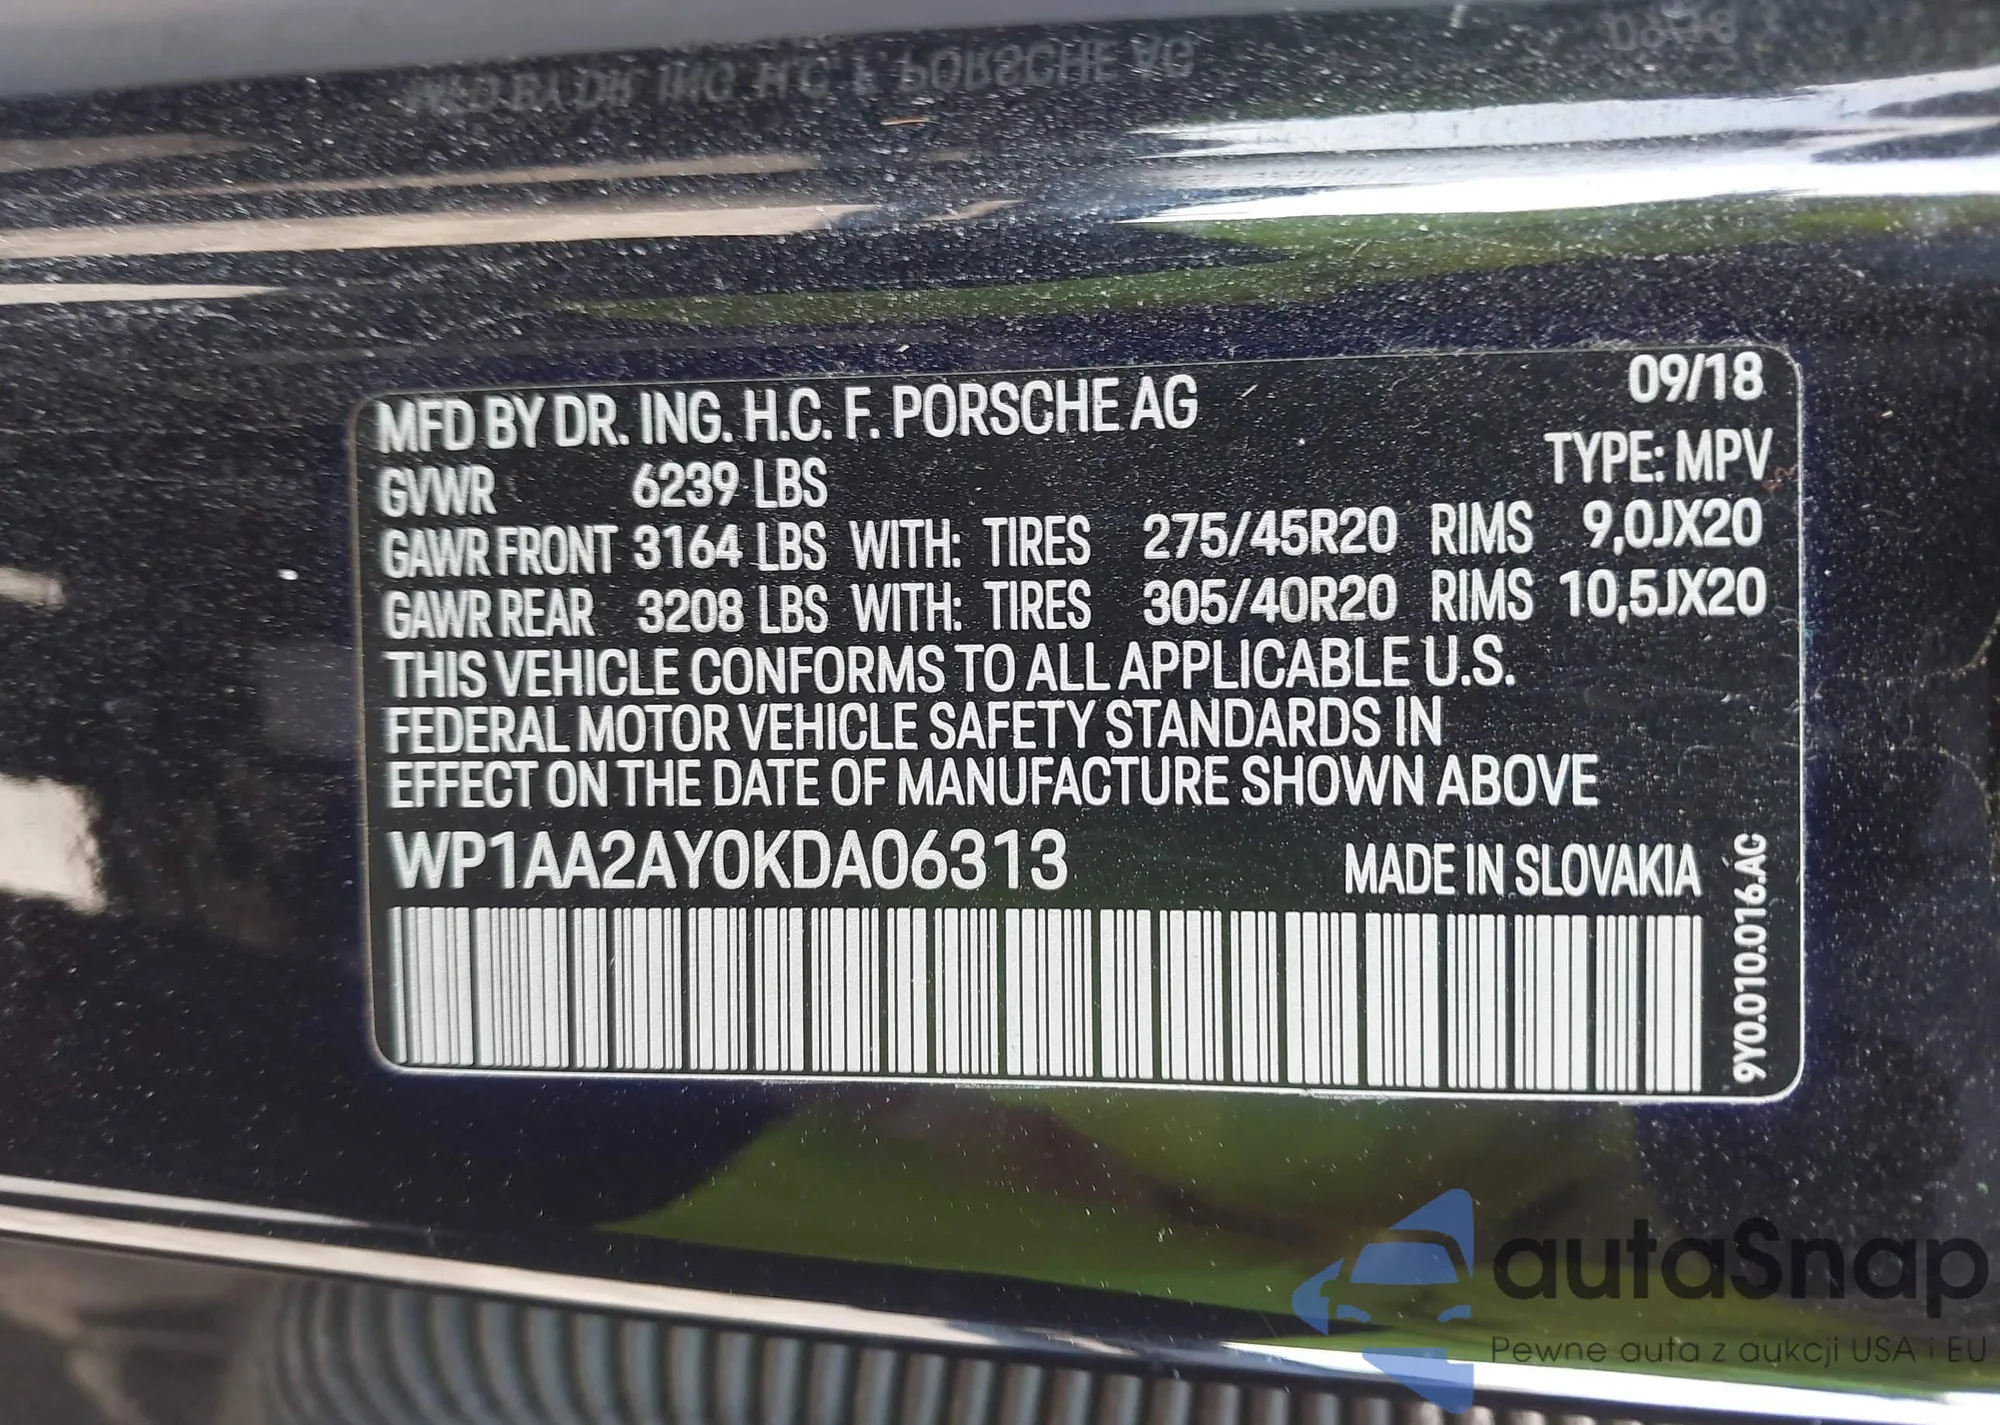 MFD BY DR. ING. H.C. F. PORSCHE AG 09/18
GVWR 6239 LBS TYPE: MPV
GAWR FRONT 3164 LBS WITH: TIRES 275/45R20 RIMS 9,0JX20
GAWR REAR 3208 LBS WITH: TIRES 305/40R20 RIMS 10,5JX20
THIS VEHICLE CONFORMS TO ALL APPLICABLE U.S.
FEDERAL MOTOR VEHICLE SAFETY STANDARDS IN
EFFECT ON THE DATE OF MANUFACTURE SHOWN ABOVE
WP1AA2AY0KDA06313 MADE IN SLOVAKIA
9Y0.010.016.AC
autaSnap
Pewne auta z aukcji USA i EU